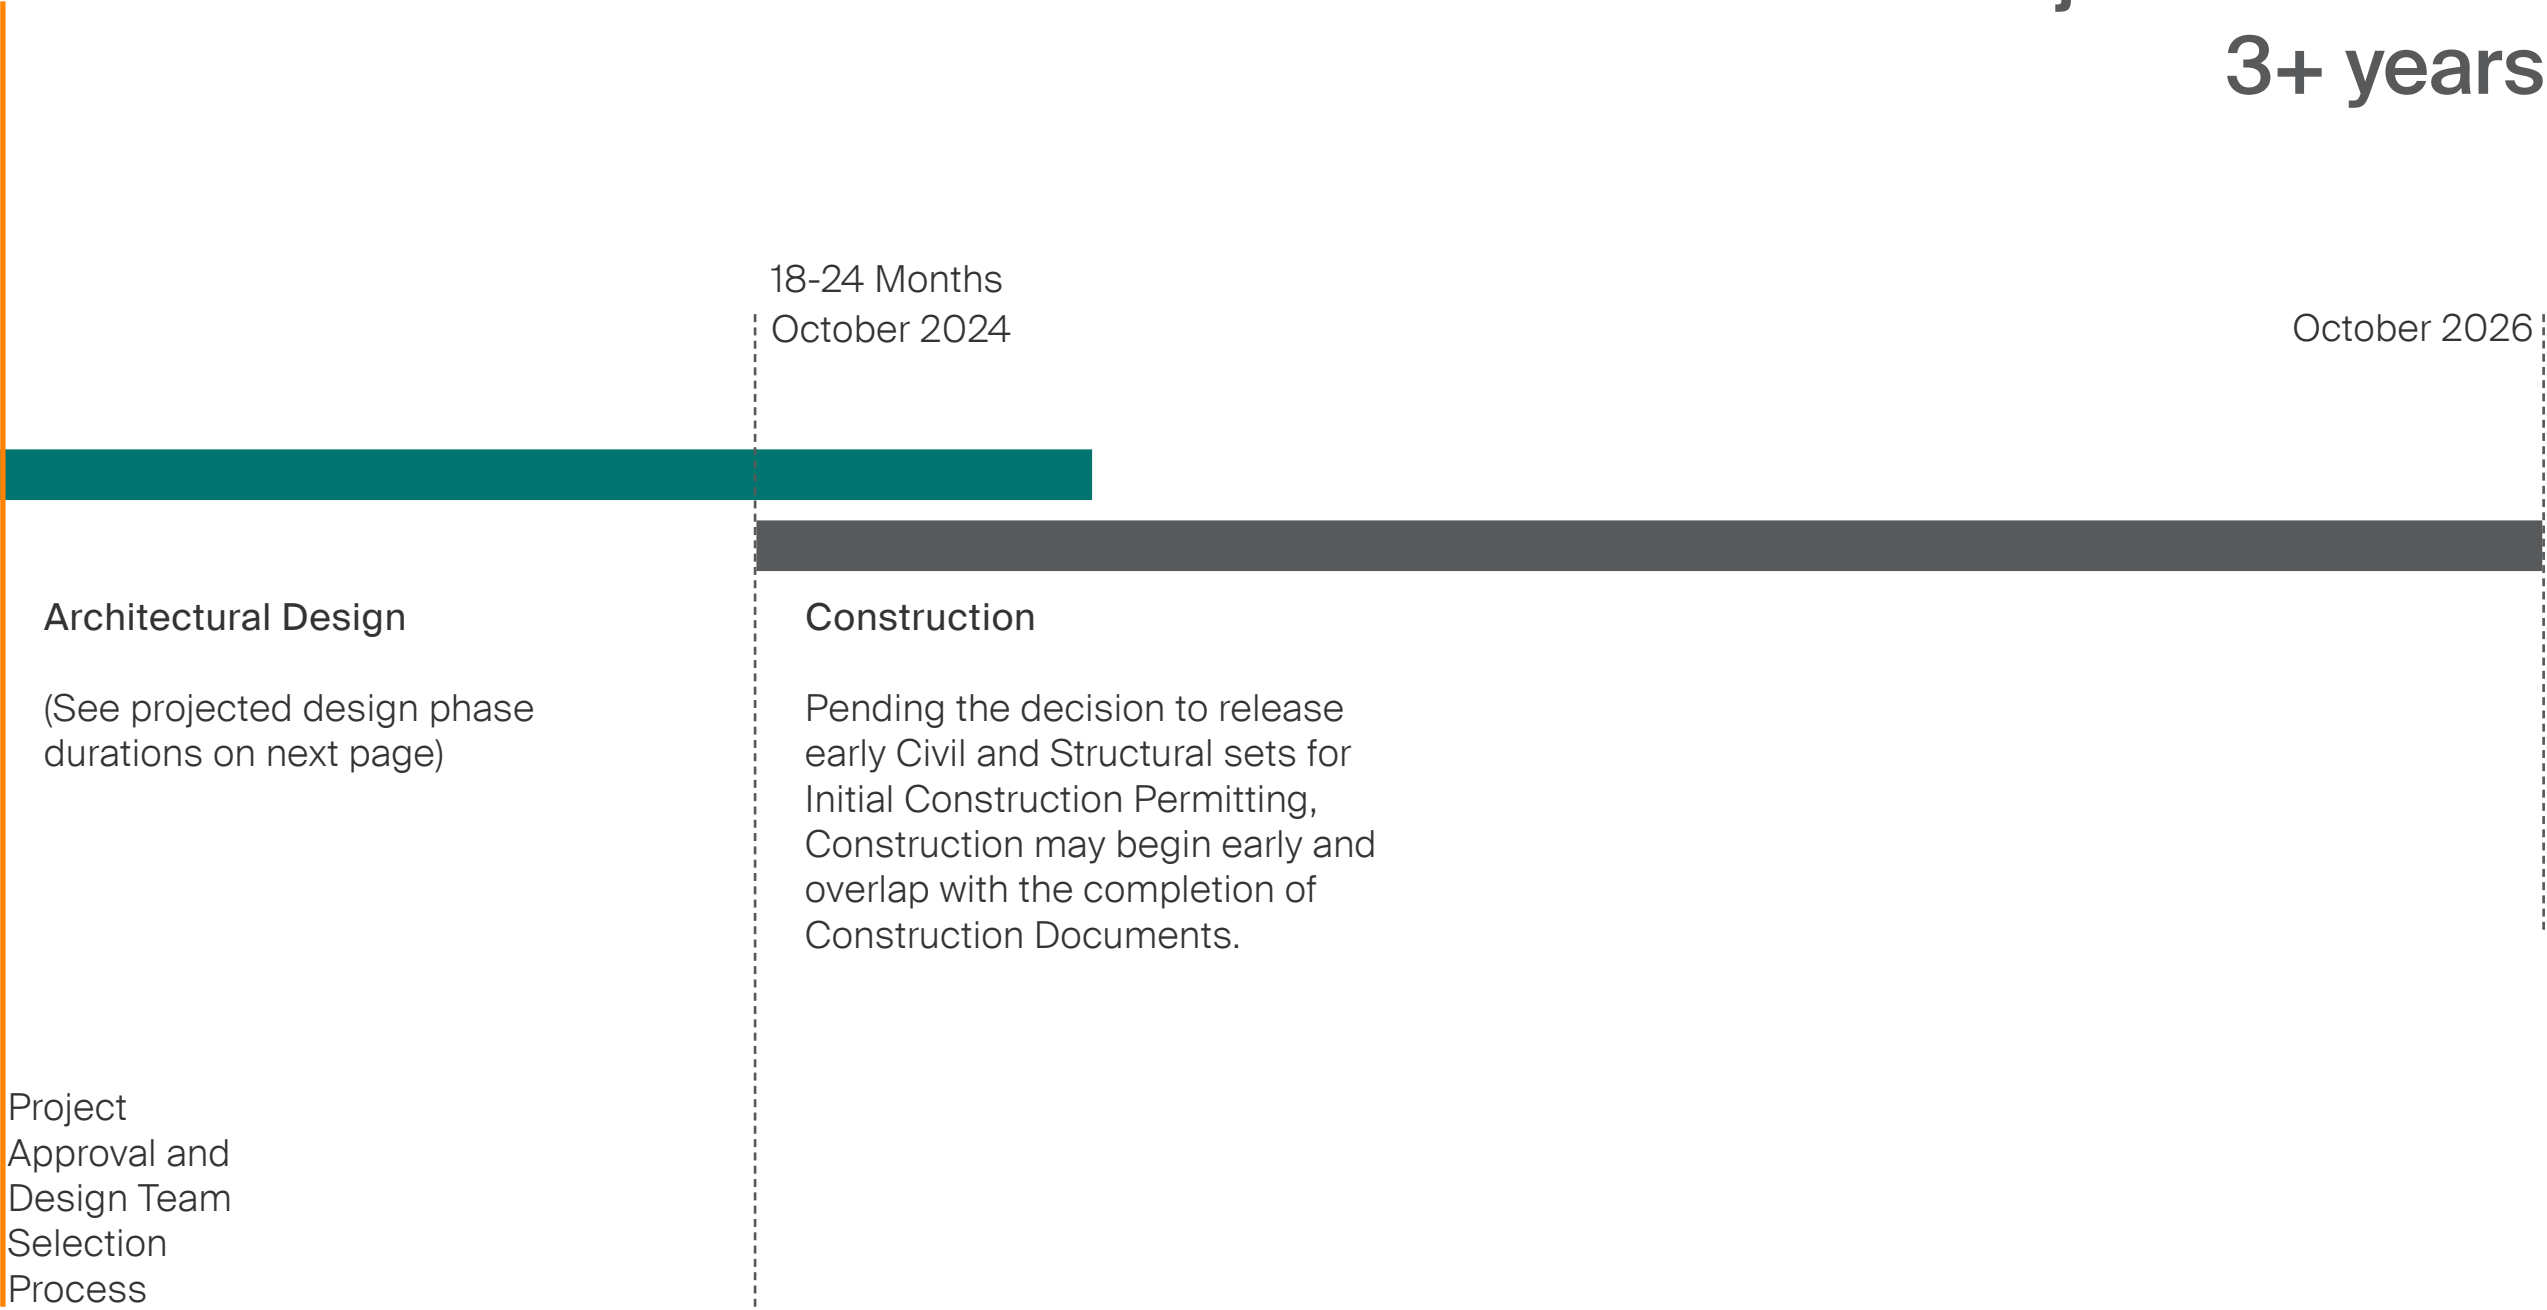 3+ years
18-24 Months
October 2024
October 2026
Architectural Design
(See projected design phase
durations on next page)
Construction
Pending the decision to release
early Civil and Structural sets for
Initial Construction Permitting,
Construction may begin early and
overlap with the completion of
Construction Documents.
Project
Approval and
Design Team
Selection
Process